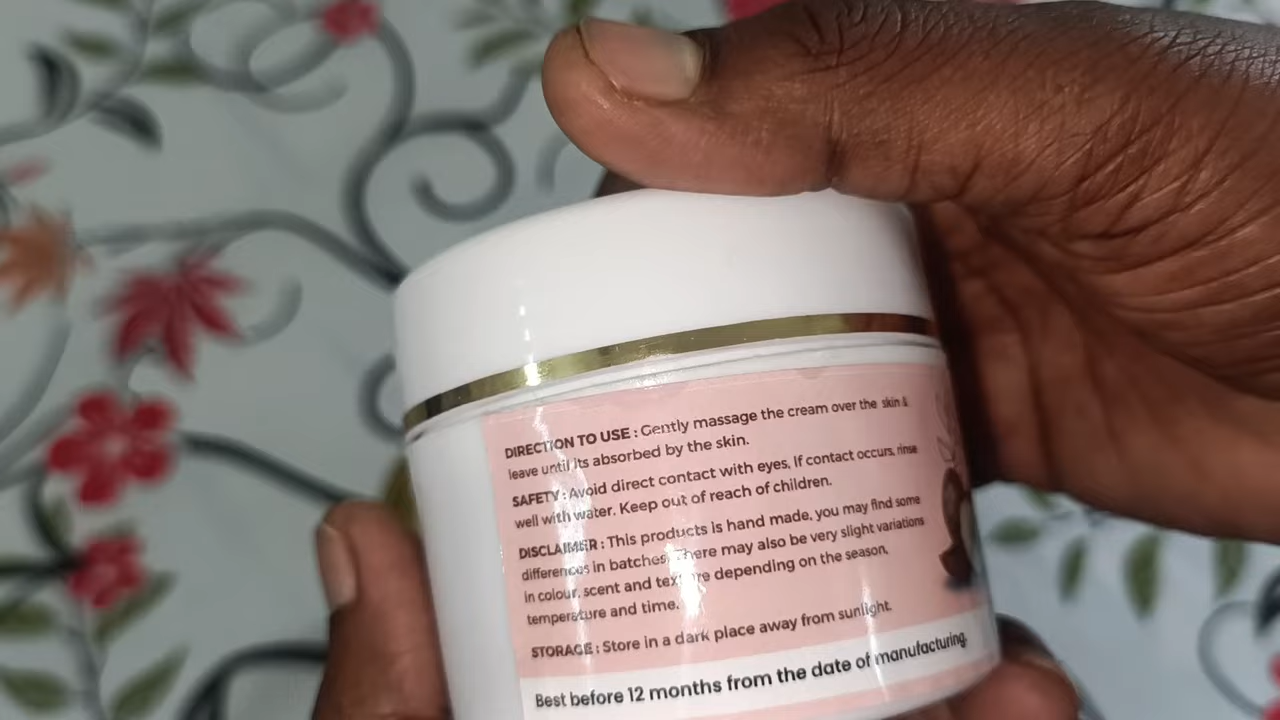 DIRECTION TO USE : Gently massage the cream over the skin &
leave until its absorbed by the skin.
SAFETY : Avoid direct contact with eyes. If contact occurs, rinse
well with water. Keep out of reach of children.
DISCLAIMER : This products is hand made, you may find some
differences in batches. There may also be very slight variations
in colour, scent and texture depending on the season,
temperature and time.
STORAGE : Store in a dark place away from sunlight.
Best before 12 months from the date of manufacturing.